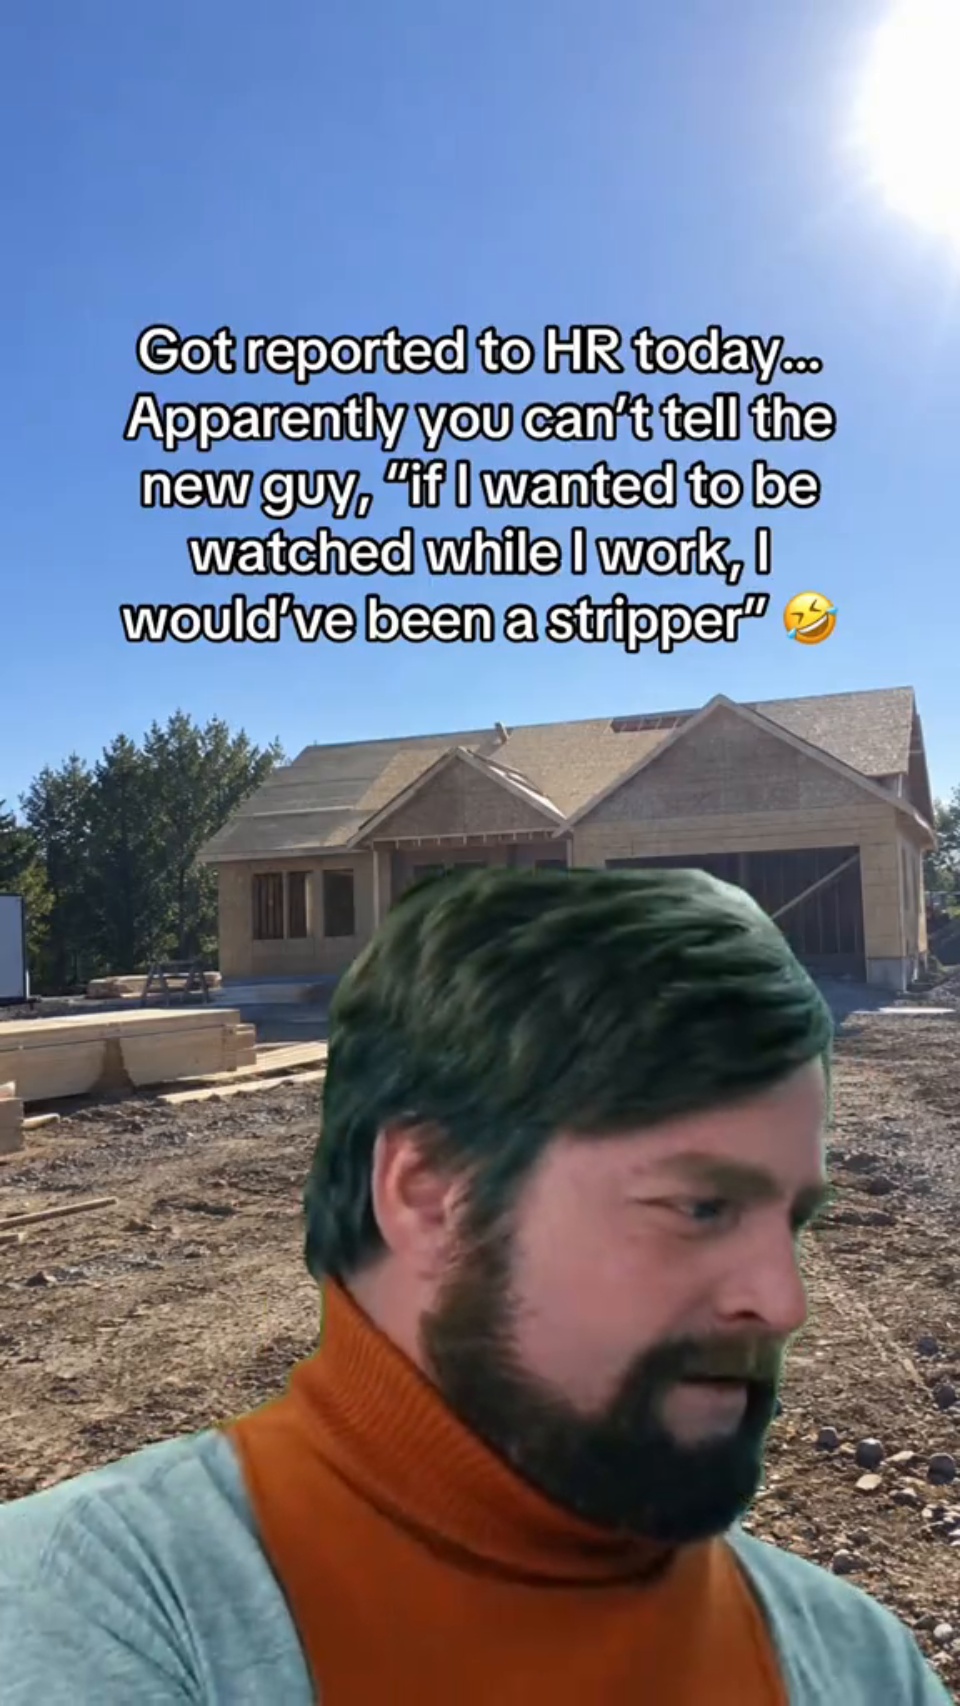 Got reported to HR today...
Apparently you can’t tell the
new guy, “if I wanted to be
watched while I work, I
would’ve been a stripper” 🤣